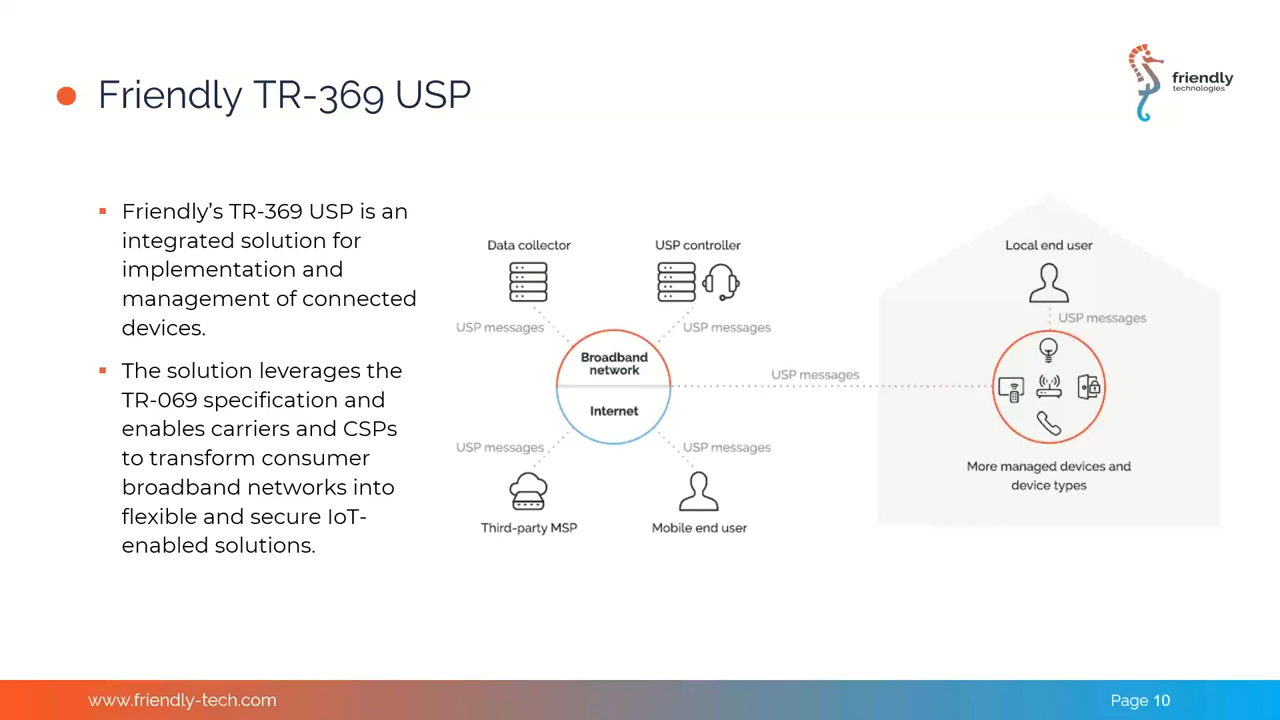 Friendly TR-369 USP
friendly
technologies
Friendly's TR-369 USP is an
integrated solution for
implementation and
management of connected
devices.
The solution leverages the
TR-069 specification and
enables carriers and CSPs
to transform consumer
broadband networks into
flexible and secure IoT-
enabled solutions.
Data collector
USP controller
USP messages
USP messages
Broadband
network
Internet
USP messages
USP messages
USP messages
Third-party MSP
Mobile end user
Local end user
USP messages
More managed devices and
device types
www.friendly-tech.com
Page 10